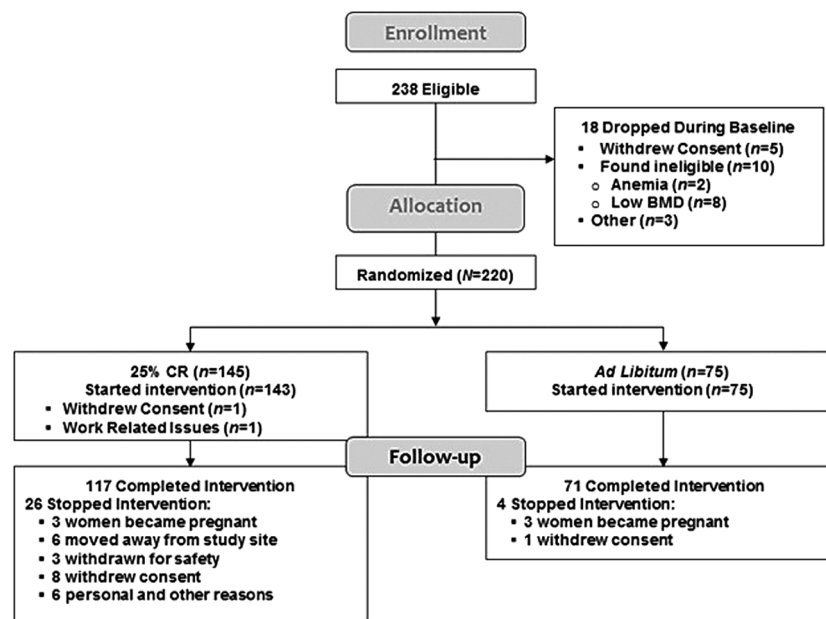 Enrollment
238 Eligible
18 Dropped During Baseline
▪ Withdrew Consent (n=5)
▪ Found ineligible (n=10)
o Anemia (n=2)
o Low BMD (n=8)
▪ Other (n=3)
Allocation
Randomized (N=220)
25% CR (n=145)
Started intervention (n=143)
▪ Withdrew Consent (n=1)
▪ Work Related Issues (n=1)
Ad Libitum (n=75)
Started intervention (n=75)
Follow-up
117 Completed Intervention
26 Stopped Intervention:
▪ 3 women became pregnant
▪ 6 moved away from study site
▪ 3 withdrawn for safety
▪ 8 withdrew consent
▪ 6 personal and other reasons
71 Completed Intervention
4 Stopped Intervention:
▪ 3 women became pregnant
▪ 1 withdrew consent